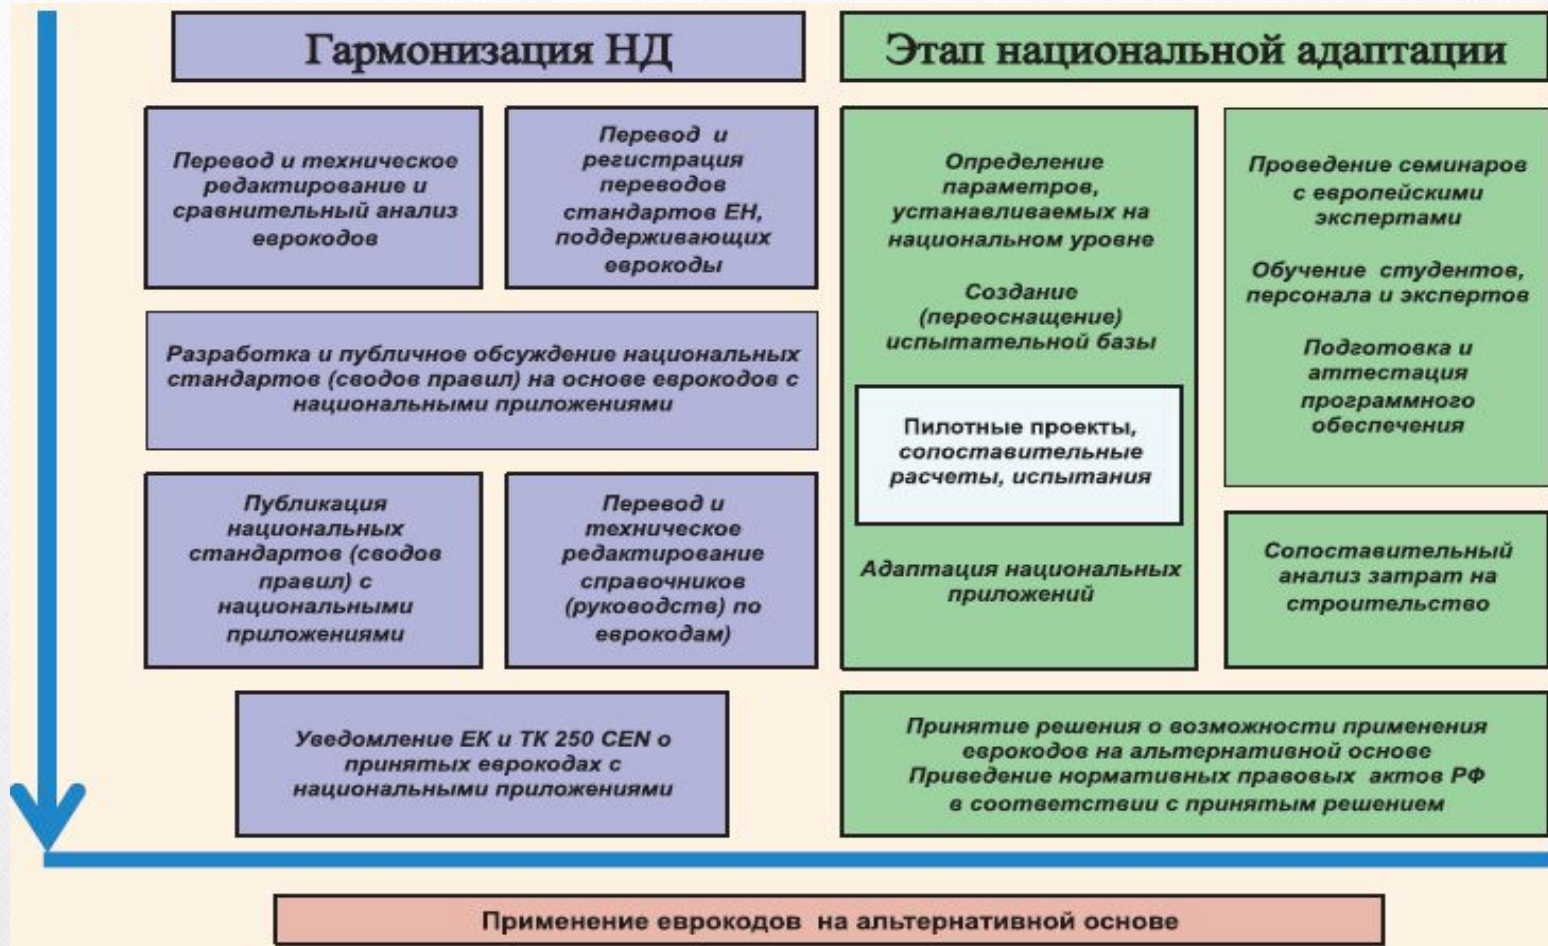 Гармонизация НД
Перевод и техническое
редактирование и
сравнительный анализ
еврокодов
Перевод и
регистрация
переводов
стандартов ЕН,
поддерживающих
еврокоды
Разработка и публичное обсуждение национальных
стандартов (сводов правил) на основе еврокодов с
национальными приложениями
Публикация
национальных
стандартов (сводов
правил) с
национальными
приложениями
Перевод и
техническое
редактирование
справочников
(руководств) по
еврокодам)
Уведомление ЕК и ТК 250 CEN о
принятых еврокодах с
национальными приложениями
Этап национальной адаптации
Определение
параметров,
устанавливаемых на
национальном уровне
Создание
(переоснащение)
испытательной базы
Пилотные проекты,
сопоставительные
расчеты, испытания
Адаптация национальных
приложений
Проведение семинаров
с европейскими
экспертами
Обучение студентов,
персонала и экспертов
Подготовка и
аттестация
программного
обеспечения
Сопоставительный
анализ затрат на
строительство
Принятие решения о возможности применения
еврокодов на альтернативной основе
Приведение нормативных правовых актов РФ
в соответствии с принятым решением
Применение еврокодов на альтернативной основе